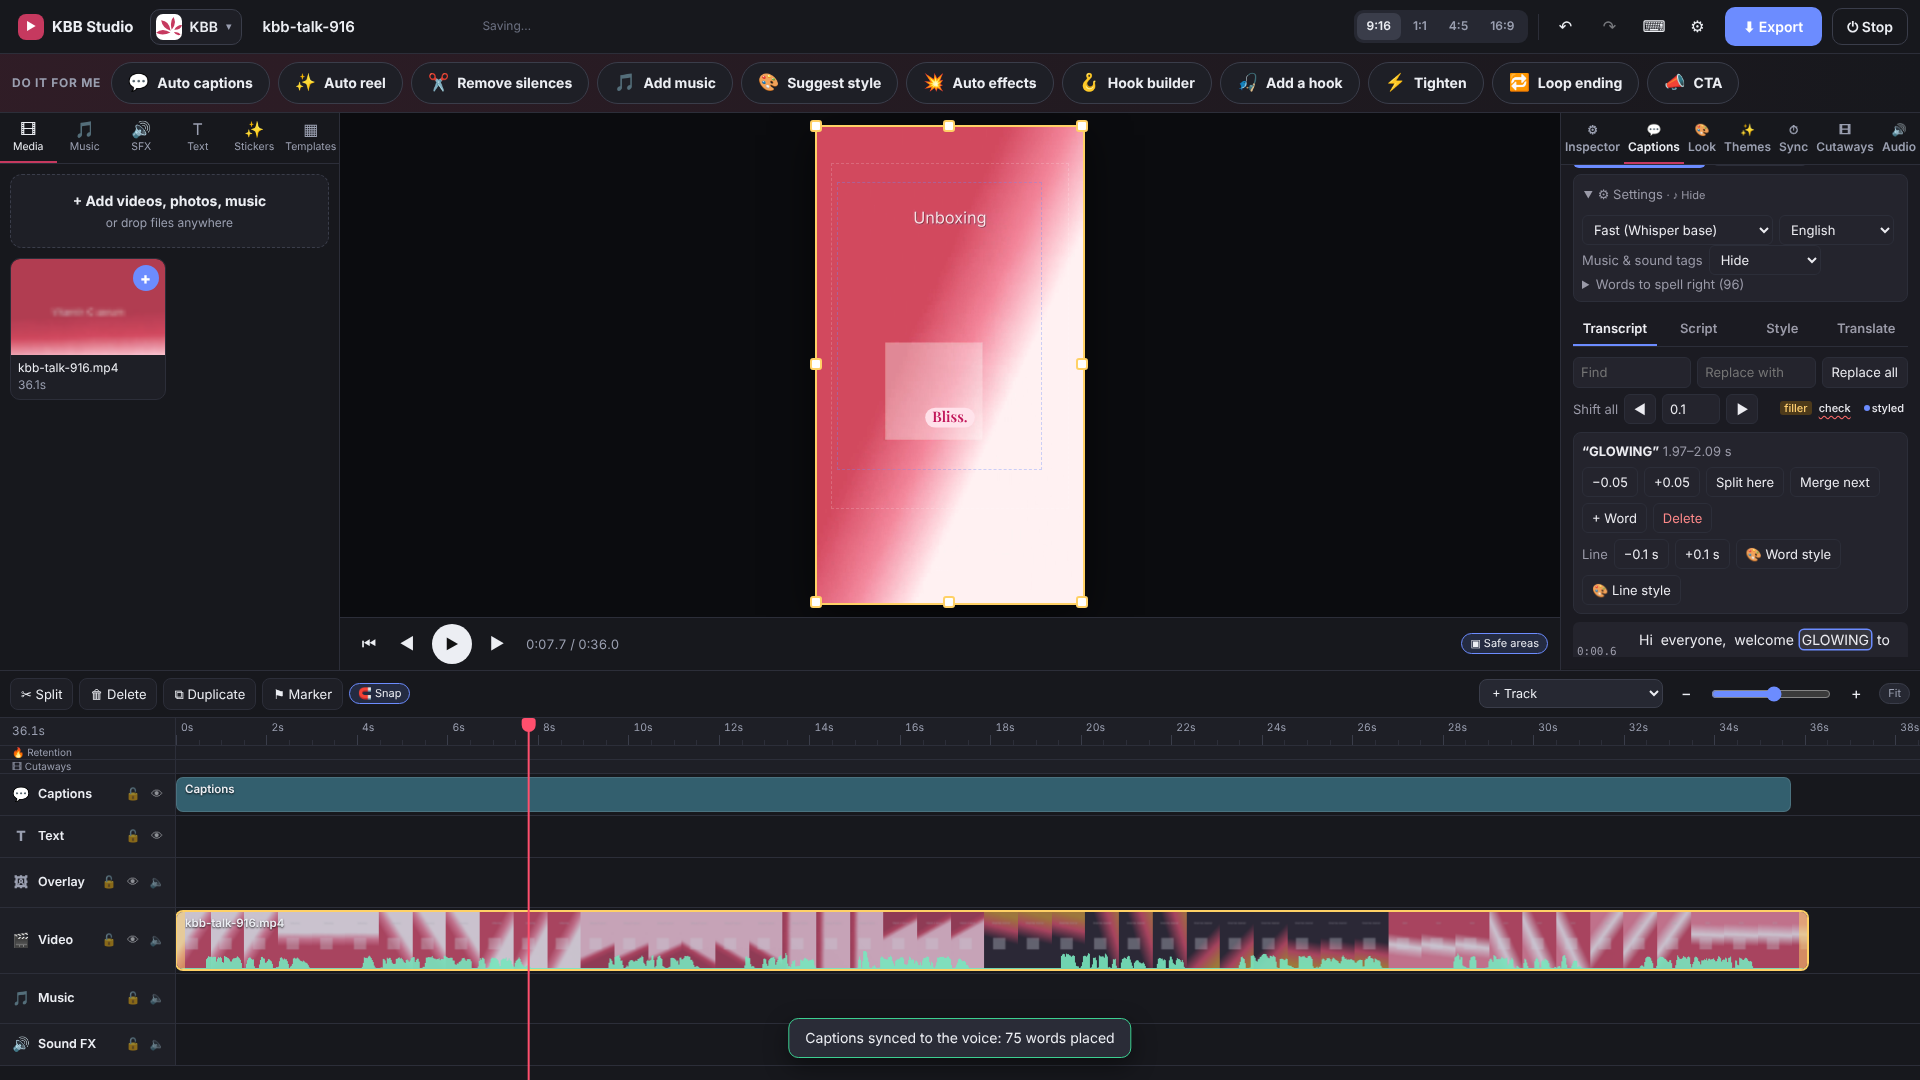 KBB Studio
KBB
kbb-talk-916
Saving...
9:16 1:1 4:5 16:9
Export
Stop
DO IT FOR ME
Auto captions
Auto reel
Remove silences
Add music
Suggest style
Auto effects
Hook builder
Add a hook
Tighten
Loop ending
CTA
Media
Music
SFX
Text
Stickers
Templates
+ Add videos, photos, music
or drop files anywhere
Vitamin C serum
kbb-talk-916.mp4
36.1s
Unboxing
Bliss.
0:07.7 / 0:36.0
Safe areas
Inspector
Captions
Look
Themes
Sync
Cutaways
Audio
Settings · ♪ Hide
Fast (Whisper base)
English
Music & sound tags
Hide
Words to spell right (96)
Transcript
Script
Style
Translate
Find
Replace with
Replace all
Shift all
0.1
filler
check
styled
“GLOWING” 1.97–2.09 s
−0.05
+0.05
Split here
Merge next
+ Word
Delete
Line
−0.1 s
+0.1 s
Word style
Line style
0:00.6
Hi everyone, welcome GLOWING to
Split
Delete
Duplicate
Marker
Snap
+ Track
−
+
Fit
36.1s
0s 2s 4s 6s 8s 10s 12s 14s 16s 18s 20s 22s 24s 26s 28s 30s 32s 34s 36s 38s
Retention
Cutaways
Captions
Captions
Text
Overlay
Video
kbb-talk-916.mp4
Music
Sound FX
Captions synced to the voice: 75 words placed